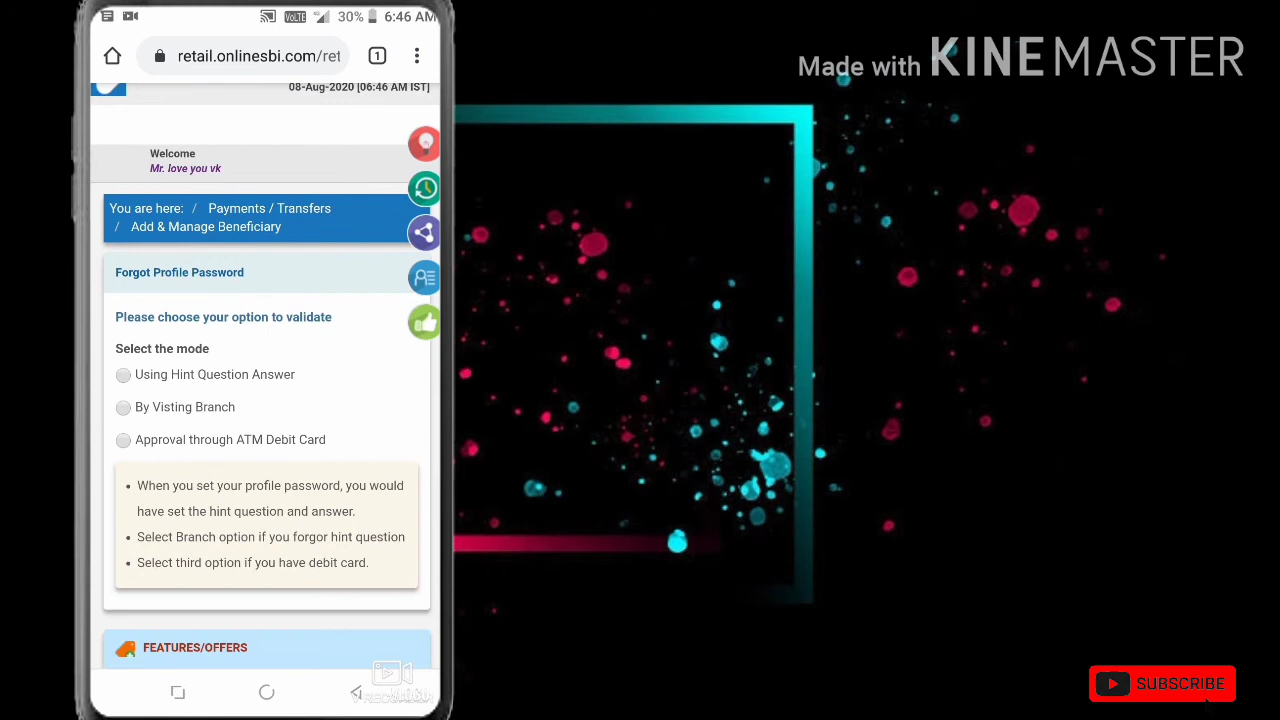 30% 6:46 AM
retail.onlinesbi.com/ret
1
08-Aug-2020 [06:46 AM IST]
Welcome
Mr. love you vk
You are here: / Payments / Transfers
/ Add & Manage Beneficiary
Forgot Profile Password
Please choose your option to validate
Select the mode
Using Hint Question Answer
By Visting Branch
Approval through ATM Debit Card
• When you set your profile password, you would
have set the hint question and answer.
• Select Branch option if you forgor hint question
• Select third option if you have debit card.
FEATURES/OFFERS
Made with KINEMASTER
SUBSCRIBE